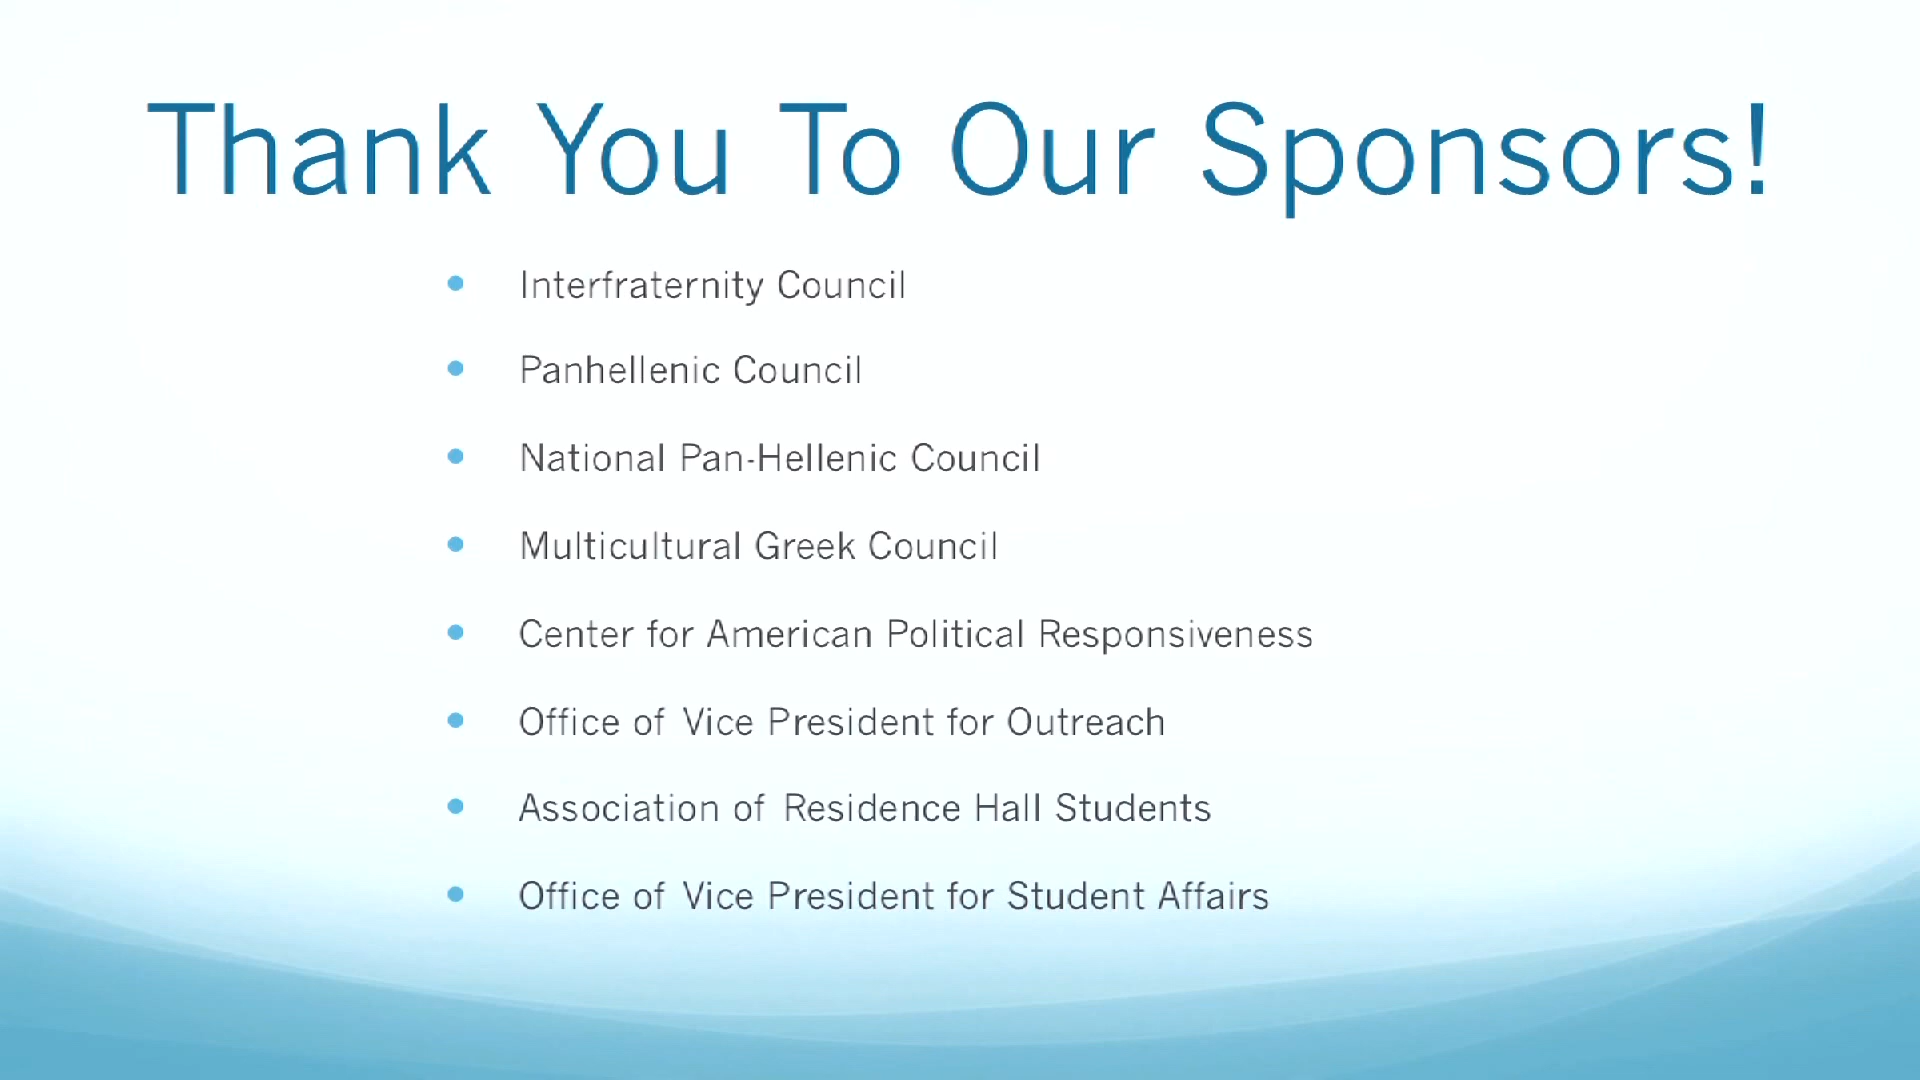 Thank You To Our Sponsors!
• Interfraternity Council
• Panhellenic Council
• National Pan-Hellenic Council
• Multicultural Greek Council
• Center for American Political Responsiveness
• Office of Vice President for Outreach
• Association of Residence Hall Students
• Office of Vice President for Student Affairs